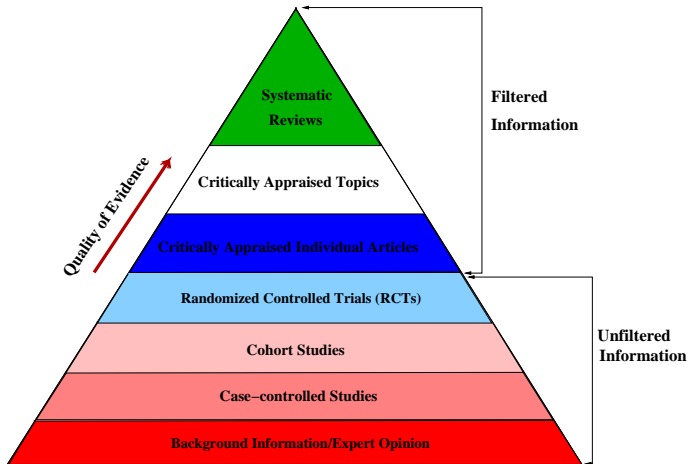 Systematic
Reviews
Filtered
Information
Critically Appraised Topics
Quality of Evidence
Critically Appraised Individual Articles
Randomized Controlled Trials (RCTs)
Unfiltered
Information
Cohort Studies
Case−controlled Studies
Background Information/Expert Opinion